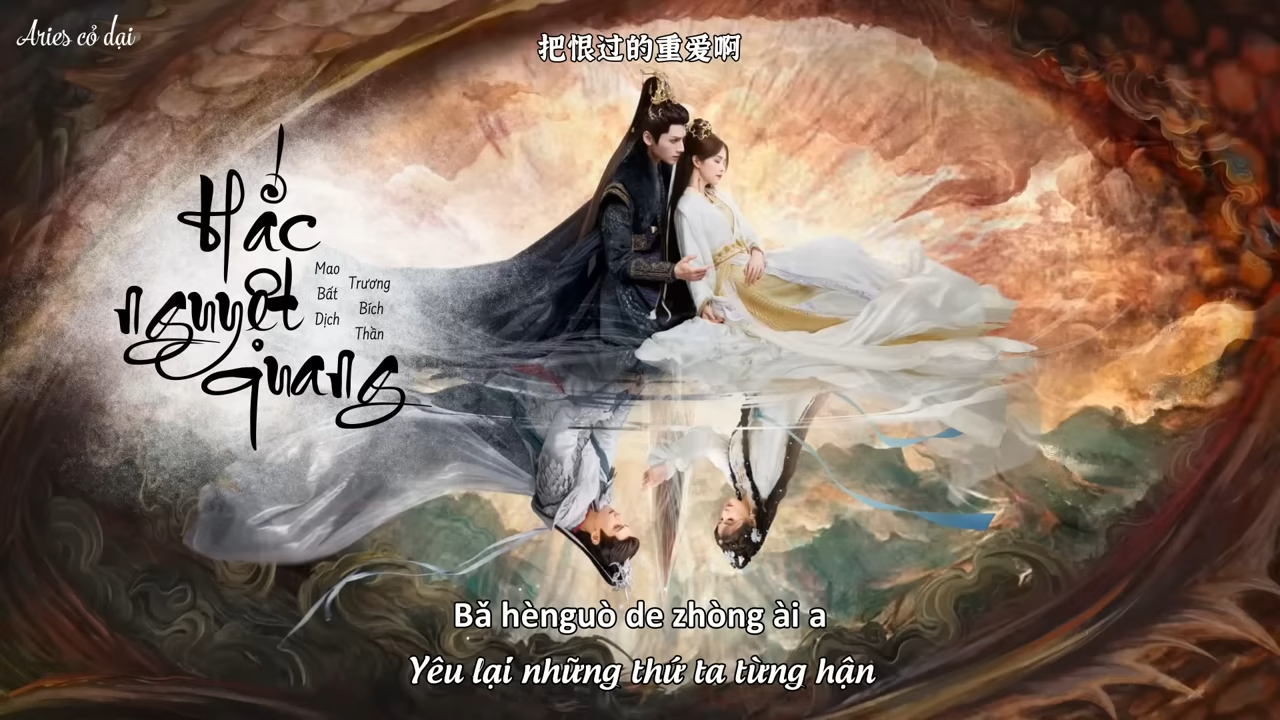 Aries cỏ dại
把恨过的重爱啊
Hắc
nguyệt
quang
Mao
Bất
Dịch
Trương
Bích
Thần
Bǎ hènguò de zhòng ài a
Yêu lại những thứ ta từng hận